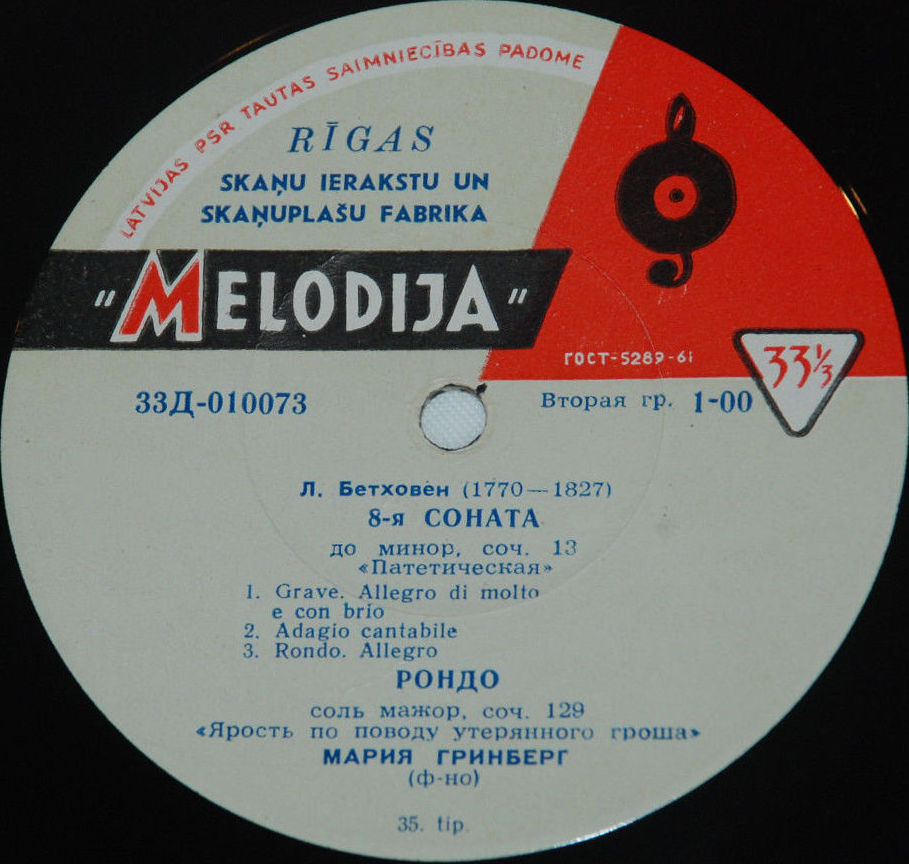 LATVIJAS PSR TAUTAS SAIMNIECĪBAS PADOME
RĪGAS
SKAŅU IERAKSTU UN
SKAŅUPLAŠU FABRIKA
"MELODIJA"
ГОСТ-5289-61
33⅓
33Д-010073
Вторая гр. 1-00
Л. Бетховен (1770—1827)
8-я СОНАТА
до минор, соч. 13
«Патетическая»
1. Grave. Allegro di molto
e con brio
2. Adagio cantabile
3. Rondo. Allegro
РОНДО
соль мажор, соч. 129
«Ярость по поводу утерянного гроша»
МАРИЯ ГРИНБЕРГ
(ф-но)
35. tip.